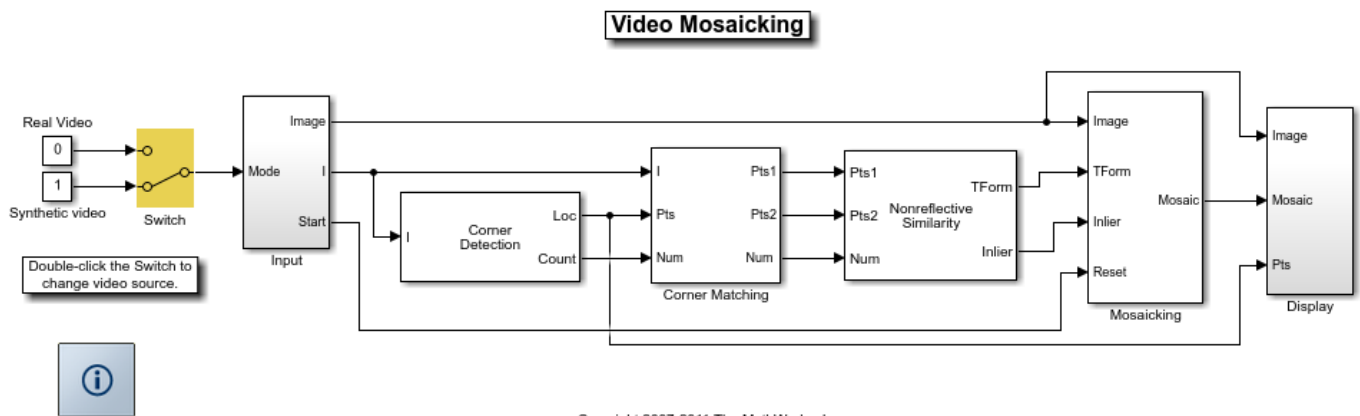 Video Mosaicking
Real Video
0
1
Synthetic video
Switch
Double-click the Switch to
change video source.
Mode
Image
I
Start
Input
I
Corner
Detection
Loc
Count
I
Pts
Num
Pts1
Pts2
Num
Corner Matching
Pts1
Pts2
Num
Nonreflective
Similarity
TForm
Inlier
Image
TForm
Inlier
Reset
Mosaic
Mosaicking
Image
Mosaic
Pts
Display
i